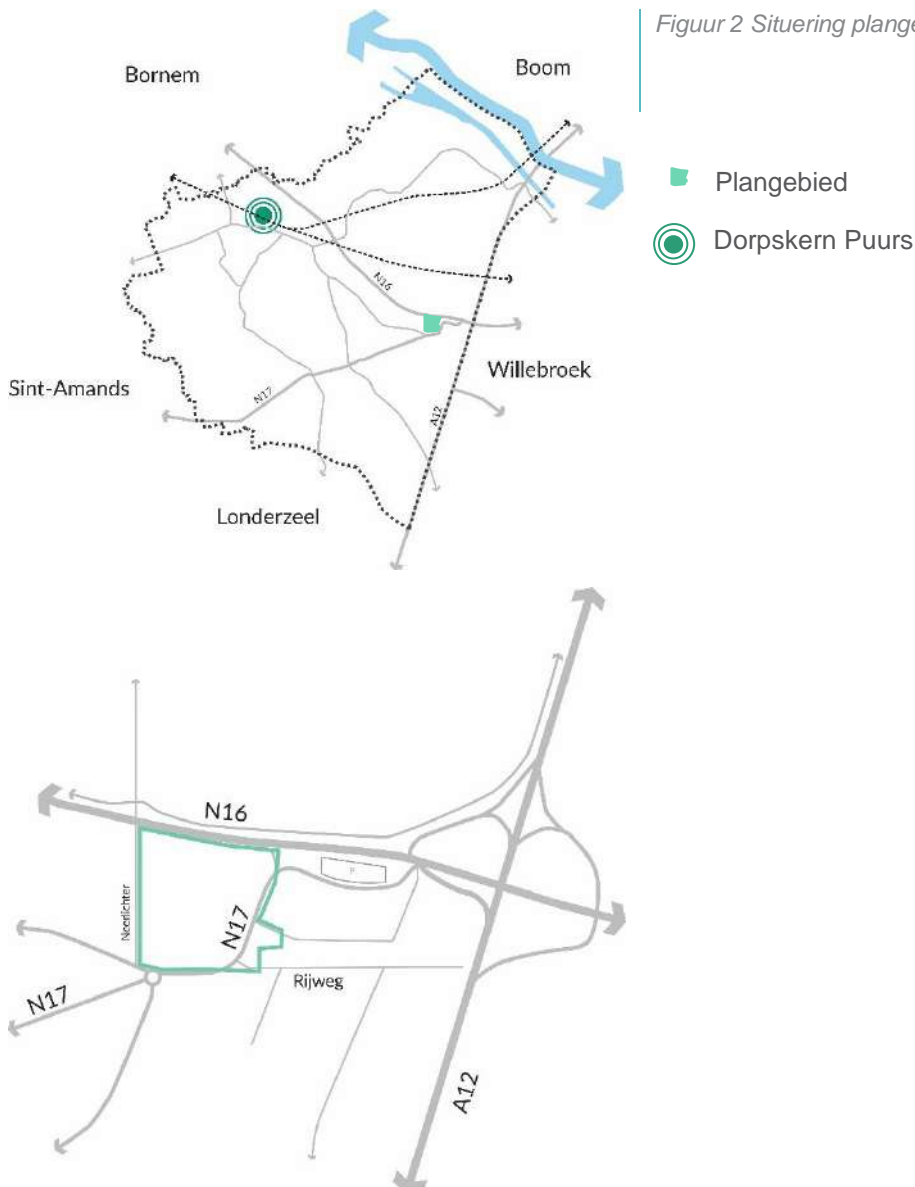 Figuur 2 Situering plange
Bornem
Boom
Plangebied
Dorpskern Puurs
N16
Willebroek
Sint-Amands
N17
A12
Londerzeel
N16
P
Neerlichter
N17
Rijweg
N17
A12